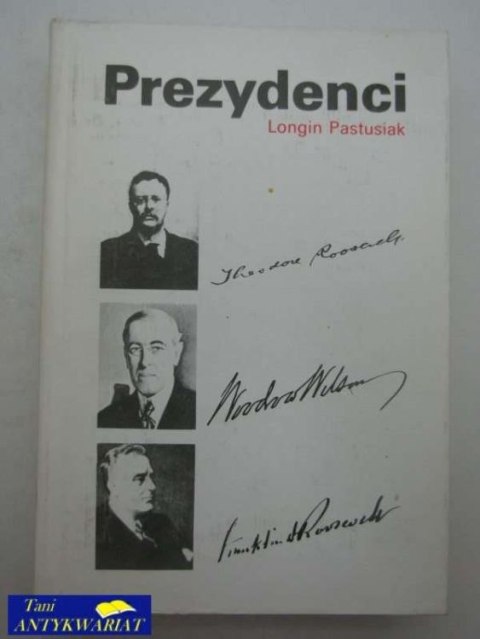 Prezydenci
Longin Pastusiak
Theodore Roosevelt.
Woodrow Wilson
Franklin D Roosevelt
Tani
ANTYKWARIAT